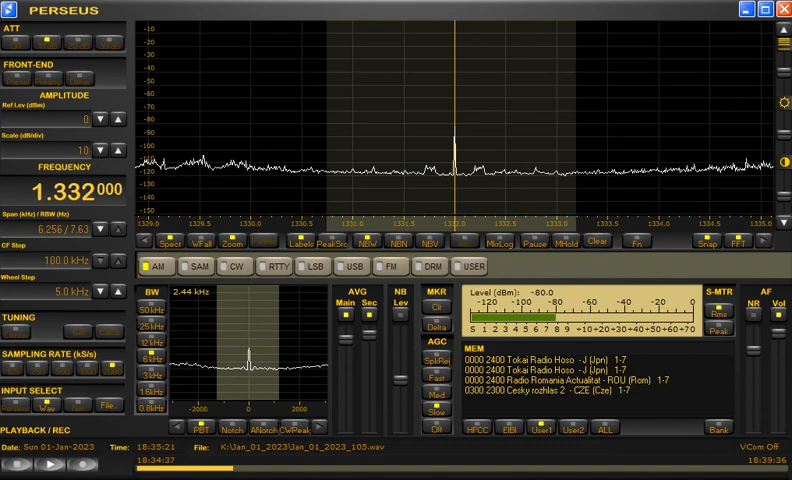 PERSEUS
ATT
FRONT-END
AMPLITUDE
Ref Lev (dBm)
0
Scale (dB/div)
10
FREQUENCY
1.332000
Span (kHz) / RBW (Hz)
6.256 / 7.63
CF Step
100.0 kHz
Wheel Step
5.0 kHz
TUNING
SAMPLING RATE (kS/s)
INPUT SELECT
Wav
File
PLAYBACK / REC
-10
-20
-30
-40
-50
-60
-70
-80
-90
-100
-110
-120
-130
-140
-150
1329.0 1329.5 1330.0 1330.5 1331.0 1331.5 1332.0 1332.5 1333.0 1333.5 1334.0 1334.5 1335.0
Spect WFall Zoom Labels PeakSrc NBW NBN NBV MkrLog Pause MHold Clear Fn Snap FFT
AM SAM CW RTTY LSB USB FM DRM USER
BW
50 kHz
25 kHz
12 kHz
6 kHz
3 kHz
1.6kHz
0.8kHz
2.44 kHz
-2000 0 2000
PBT Notch ANotch CWPeak
AVG
Main Sec
NB
Lev
MKR
Clr
Delta
AGC
SpkRej
Fast
Med
Slow
Off
Level (dBm): -80.0
-120 -100 -80 -60 -40 -20 0
S 1 2 3 4 5 6 7 8 9 +10 +20 +30 +40 +50 +60 +70
S-MTR
Rms
Peak
AF
NR Vol
MEM
0000 2400 Tokai Radio Hoso - J (Jpn) 1-7
0000 2400 Tokai Radio Hoso - J (Jpn) 1-7
0000 2400 Radio Romania Actualitat - ROU (Rom) 1-7
0300 2300 Cesky rozhlas 2 - CZE (Cze) 1-7
HFCC EIBI User1 User2 ALL Bank
Date: Sun 01-Jan-2023 Time: 18:35:21 File: K:\Jan_01_2023\Jan_01_2023_105.wav VCom Off
18:34:37 18:39:36